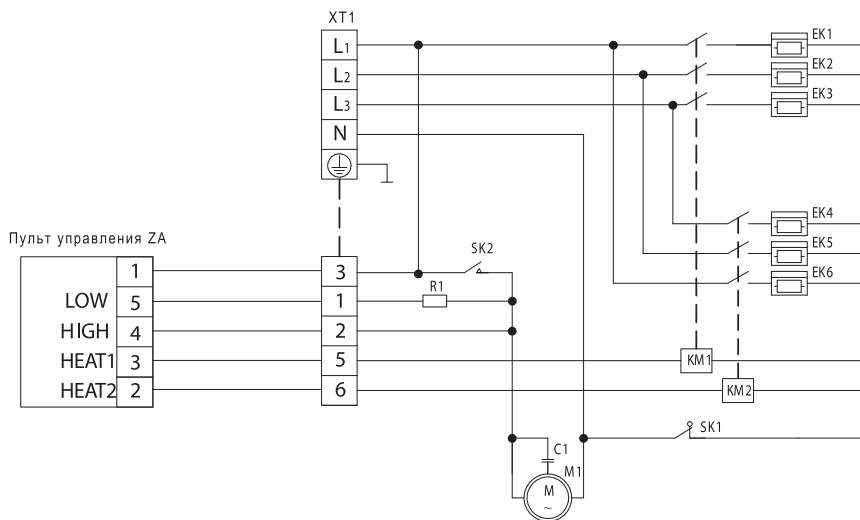 XT1
L1
EK1
L2
EK2
L3
EK3
N
EK4
Пульт управления ZA
SK2
EK5
1
3
EK6
LOW 5
1
R1
HIGH 4
2
HEAT1 3
5
KM1
HEAT2 2
6
KM2
SK1
C1
M1
M
~